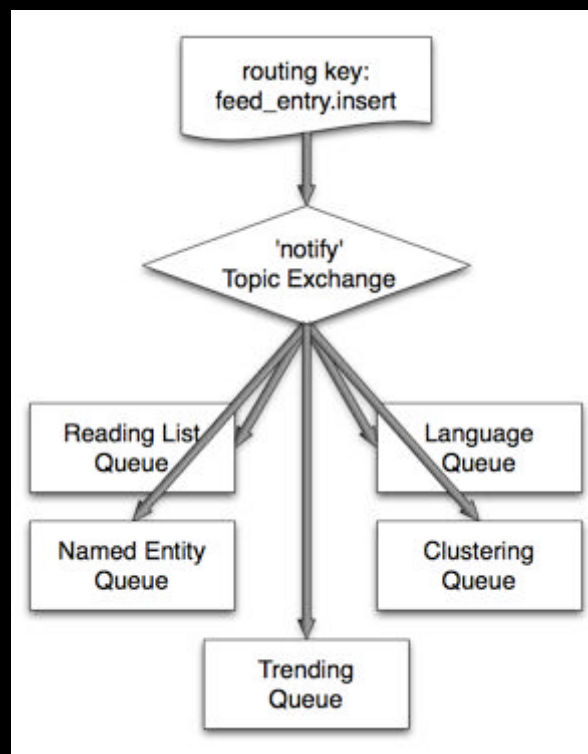 routing key:
feed_entry.insert
'notify'
Topic Exchange
Reading List
Queue
Language
Queue
Named Entity
Queue
Clustering
Queue
Trending
Queue